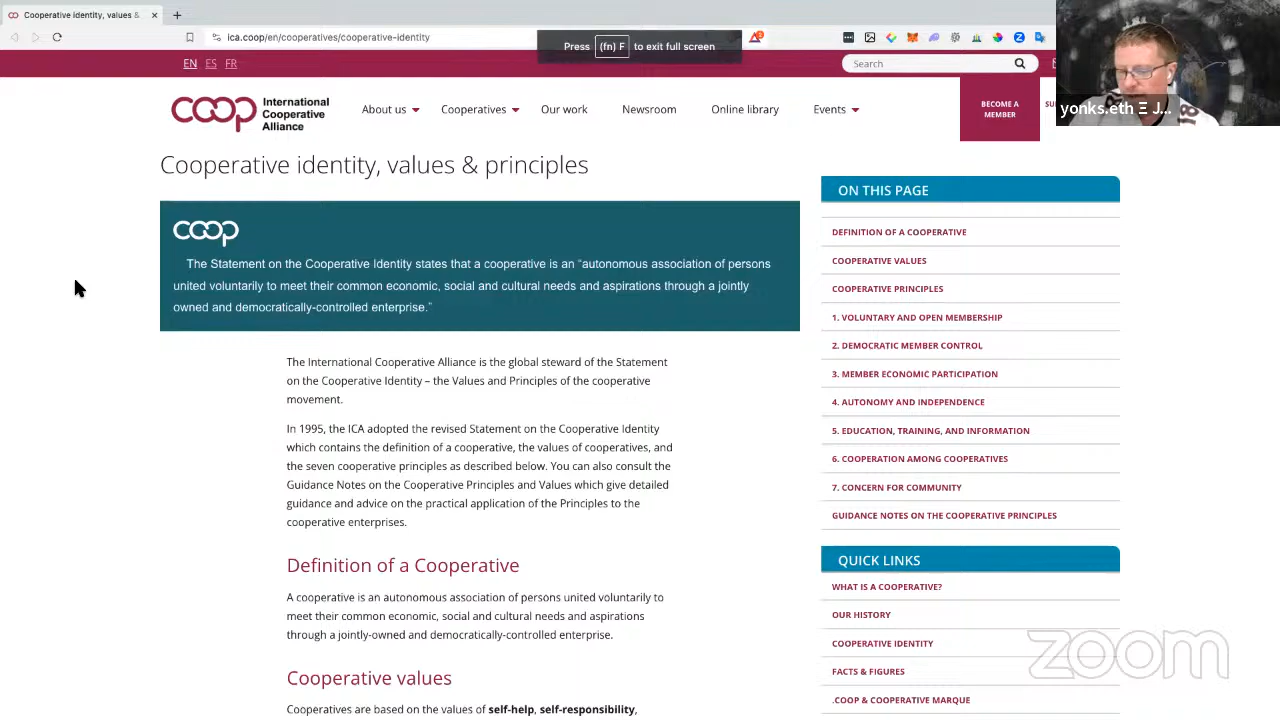 Cooperative identity, values &
ica.coop/en/cooperatives/cooperative-identity
Press (fn) F to exit full screen
EN ES FR
Search
coop International
Cooperative
Alliance
About us
Cooperatives
Our work
Newsroom
Online library
Events
BECOME A
MEMBER
yonks.eth Ξ J...
Cooperative identity, values & principles
coop
The Statement on the Cooperative Identity states that a cooperative is an “autonomous association of persons
united voluntarily to meet their common economic, social and cultural needs and aspirations through a jointly
owned and democratically-controlled enterprise.”
The International Cooperative Alliance is the global steward of the Statement
on the Cooperative Identity – the Values and Principles of the cooperative
movement.
In 1995, the ICA adopted the revised Statement on the Cooperative Identity
which contains the definition of a cooperative, the values of cooperatives, and
the seven cooperative principles as described below. You can also consult the
Guidance Notes on the Cooperative Principles and Values which give detailed
guidance and advice on the practical application of the Principles to the
cooperative enterprises.
Definition of a Cooperative
A cooperative is an autonomous association of persons united voluntarily to
meet their common economic, social and cultural needs and aspirations
through a jointly-owned and democratically-controlled enterprise.
Cooperative values
Cooperatives are based on the values of self-help, self-responsibility,
ON THIS PAGE
DEFINITION OF A COOPERATIVE
COOPERATIVE VALUES
COOPERATIVE PRINCIPLES
1. VOLUNTARY AND OPEN MEMBERSHIP
2. DEMOCRATIC MEMBER CONTROL
3. MEMBER ECONOMIC PARTICIPATION
4. AUTONOMY AND INDEPENDENCE
5. EDUCATION, TRAINING, AND INFORMATION
6. COOPERATION AMONG COOPERATIVES
7. CONCERN FOR COMMUNITY
GUIDANCE NOTES ON THE COOPERATIVE PRINCIPLES
QUICK LINKS
WHAT IS A COOPERATIVE?
OUR HISTORY
COOPERATIVE IDENTITY
FACTS & FIGURES
.COOP & COOPERATIVE MARQUE
zoom